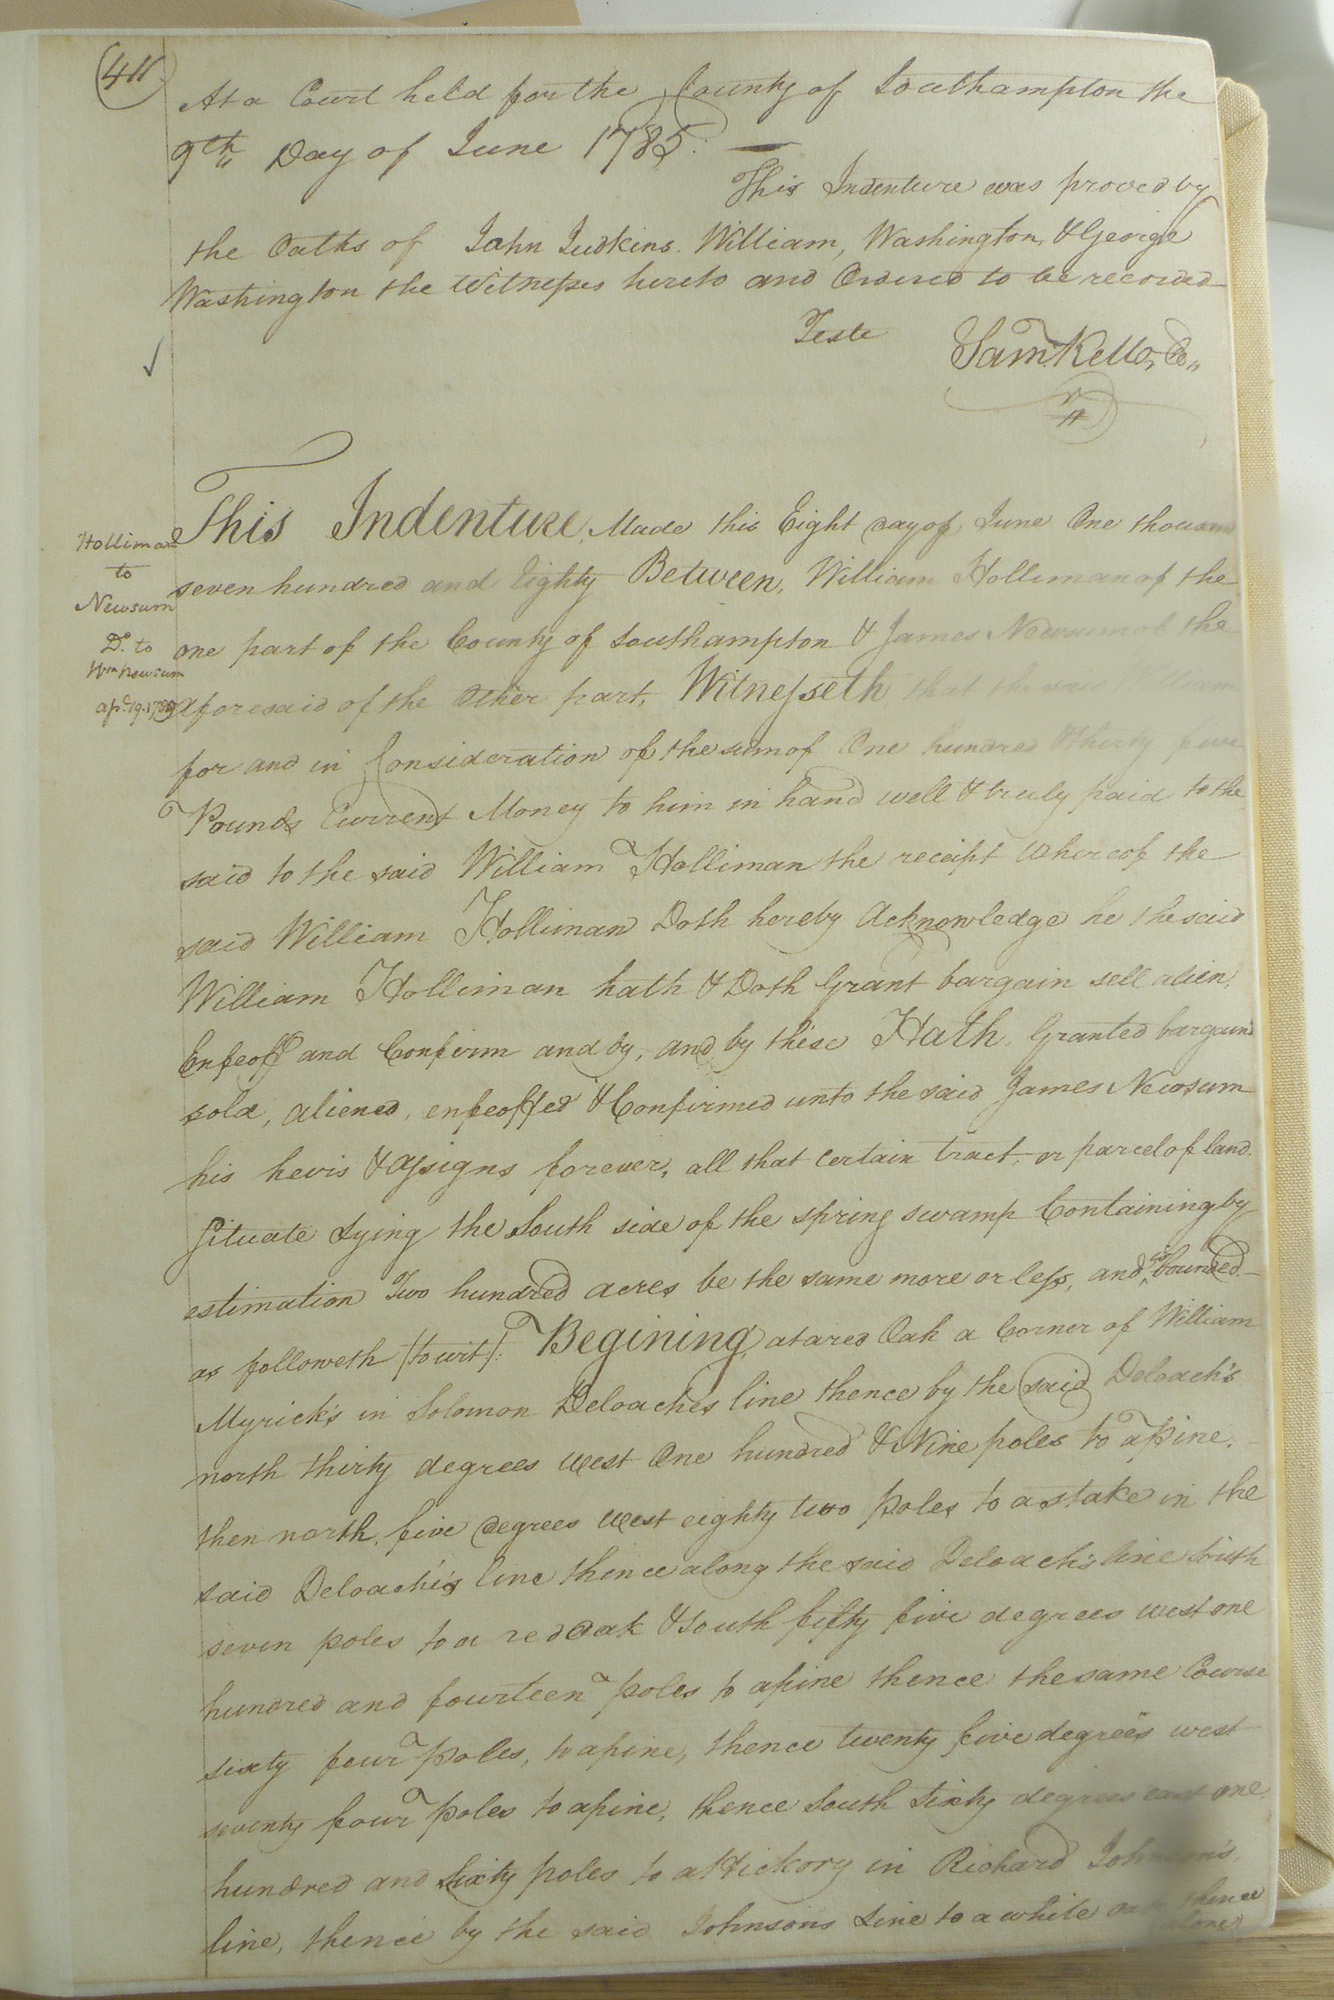 411
At a Court held for the County of Southampton the
9th Day of June 1785. —
This Indenture was proved by
the Oaths of John Judkins. William, Washington, & George
Washington the Witnesses hereto and Ordered to be recorded
Teste Sam. Kello, Co,,
Holliman
to
Newsum
Do. to
Wm Newsum
apl. 19. 1789
This Indenture, Made this Eight day of June One thousand
seven hundred and Eighty Between, William Holliman of the
one part of the County of Southampton & James Newsum of the
aforesaid of the Other part, Witnesseth that the said William
for and in Consideration of the sum of One hundred & thirty five
Pounds Current Money to him in hand well & truly paid to the
said to the said William Holliman the receipt whereof the
said William Holliman Doth hereby Acknowledge he the said
William Holliman hath & Doth Grant bargain sell alien,
Enfeoff and Confirm and by, and by these Hath, Granted bargain'd
sold, aliened, enfeoffed & Confirmed unto the said James Newsum
his heris & assigns forever, all that certain tract, or parcel of land.
Situate Lying the South side of the spring swamp Containing by
estimation Two hundred acres be the same more or less, and is bounded
as followeth (to wit): Begining, at a red Oak a Corner of William
Myrick's in Solomon Deloaches line thence by the said Deloach's
north thirty degrees west One hundred & Nine poles to a pine.
then north, five degrees west eighty two poles to a stake in the
said Deloach's line thence along the said Deloach's line South
seven poles to a red oak & South fifty five degrees west one
hundred and fourteen poles to a pine thence the same Course
sixty four poles, to a pine, thence twenty five degrees west
seventy four poles to a pine, thence South Sixty degrees east one,
hundred and Sixty poles to a Hickory in Richard Johnson's,
line, thence by the said Johnsons Line to a white oak thence